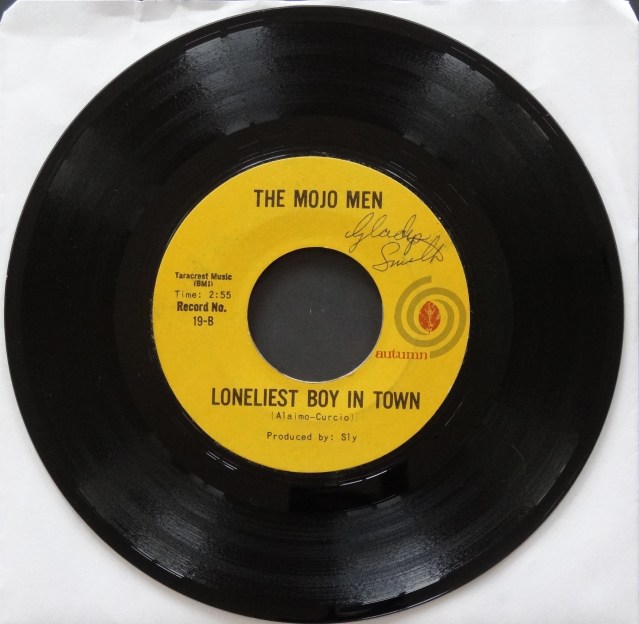 THE MOJO MEN
Gladys
Smith
Taracrest Music
(BMI)
Time: 2:55
Record No.
19-B
autumn
LONELIEST BOY IN TOWN
(Alaimo-Curcio)
Produced by: Sly